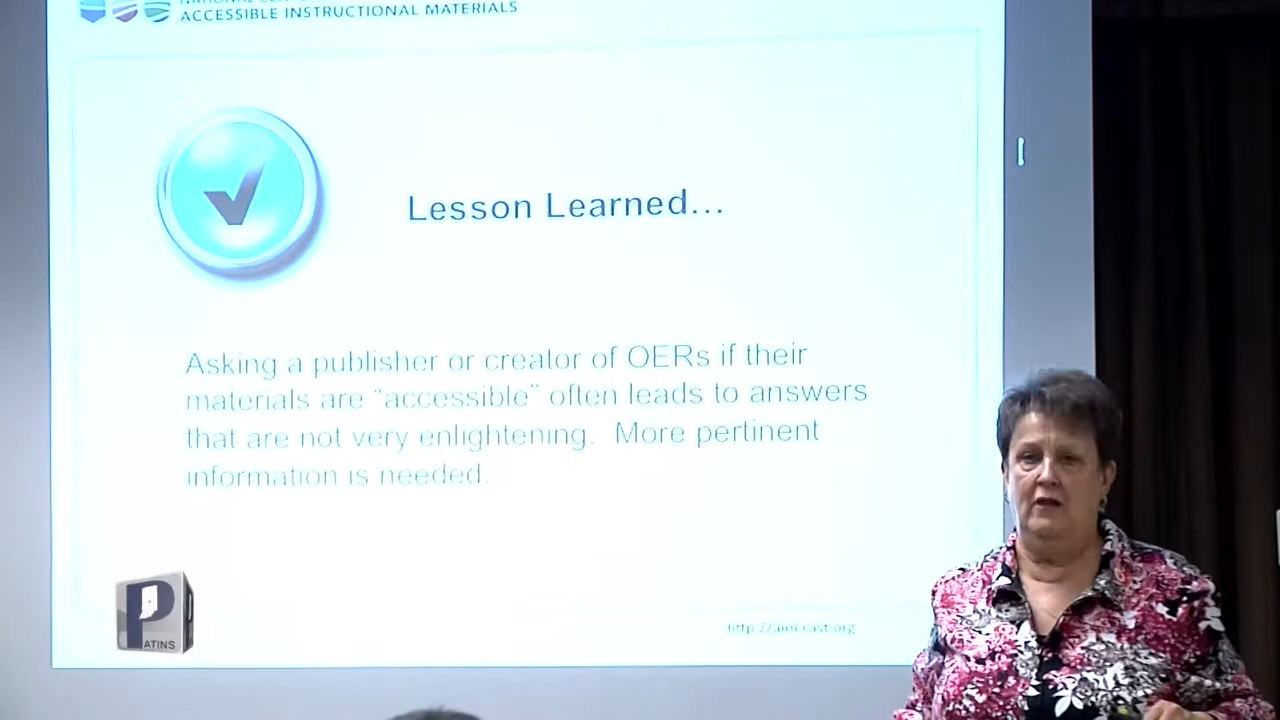 ACCESSIBLE INSTRUCTIONAL MATERIALS
Lesson Learned...
Asking a publisher or creator of OERs if their
materials are "accessible" often leads to answers
that are not very enlightening. More pertinent
information is needed.
PATINS
http://aim.cast.org